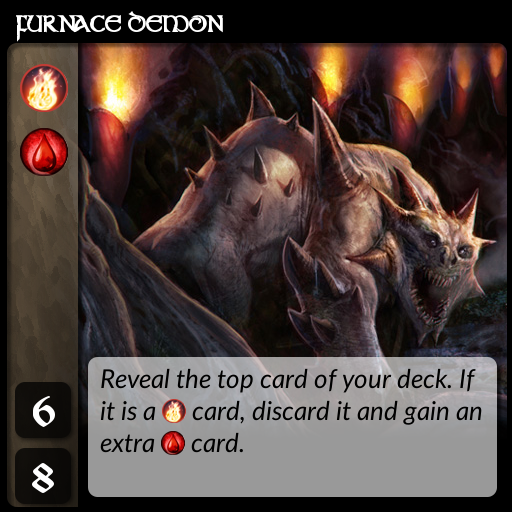 FURNACE DEMON
Reveal the top card of your deck. If
it is a card, discard it and gain an
extra card.
6
8